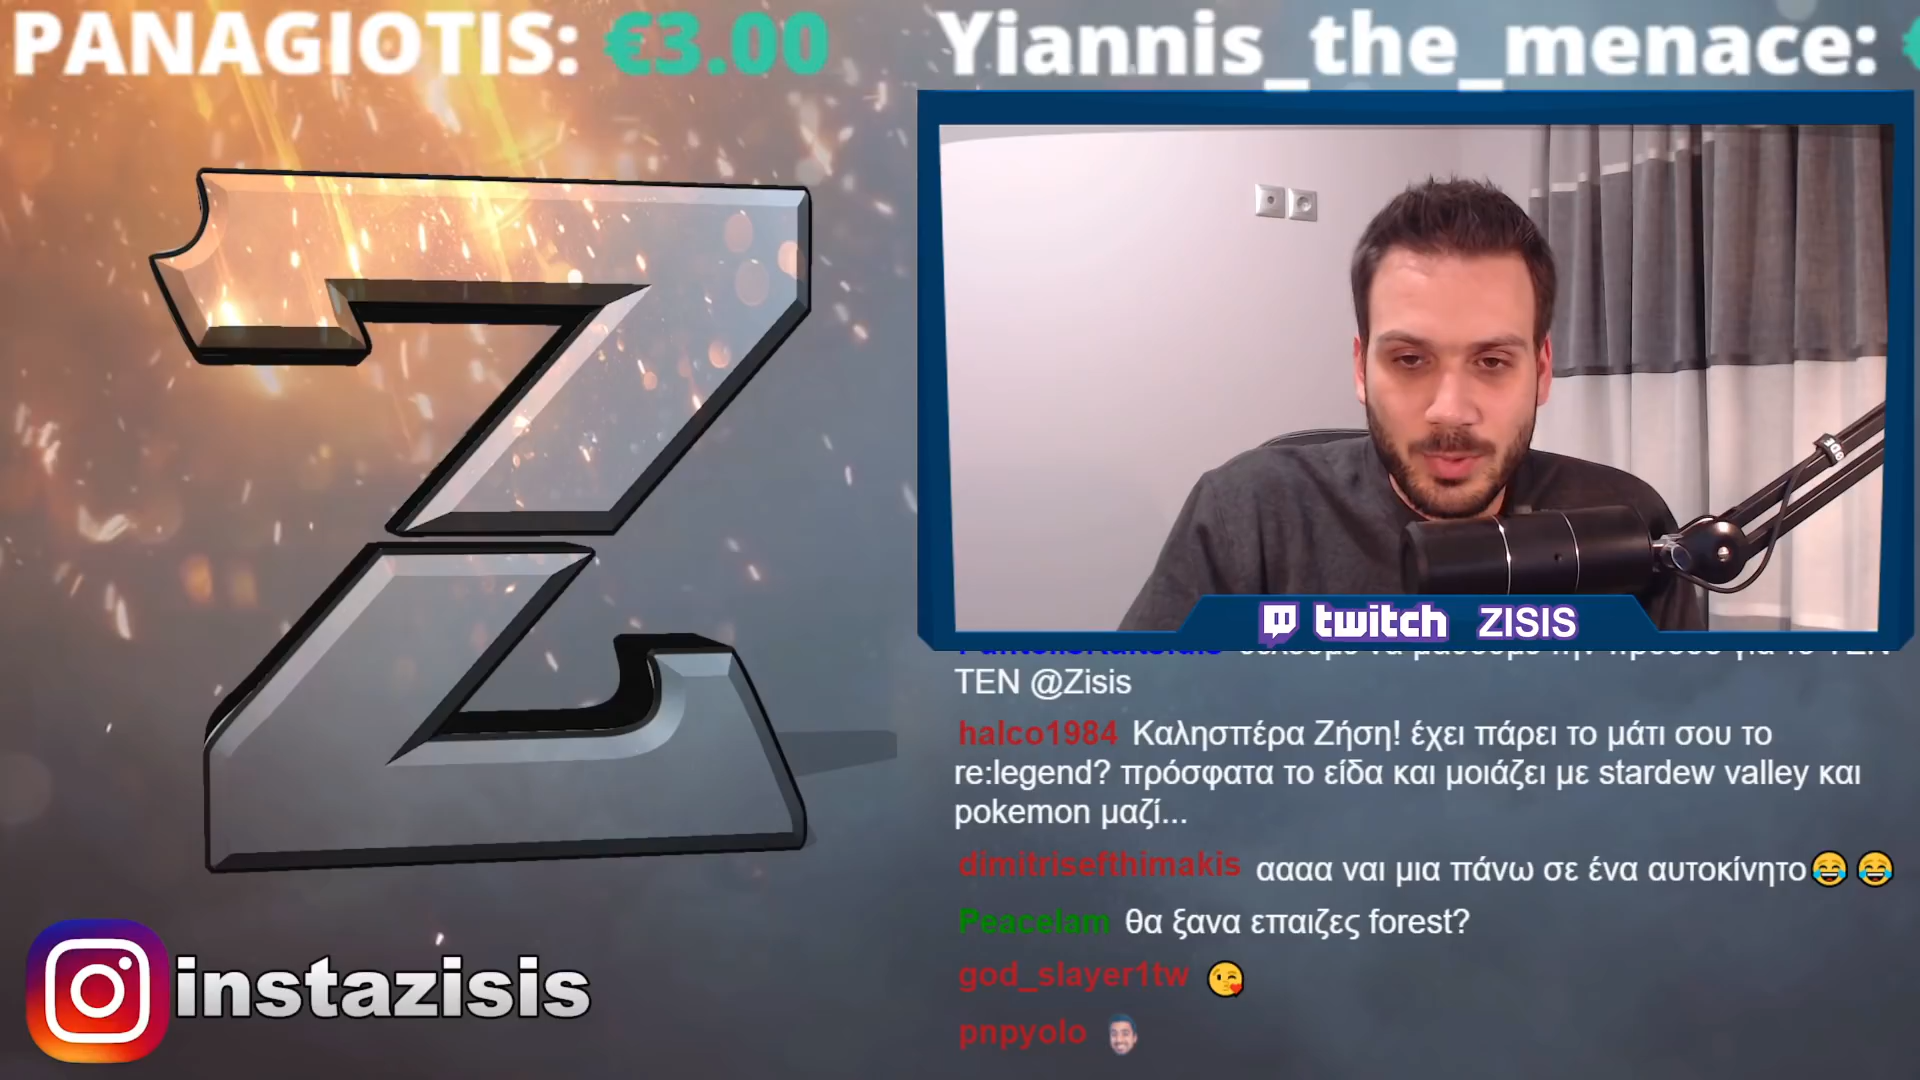 PANAGIOTIS: €3.00
Yiannis_the_menace:
twitch ZISIS
TEN @Zisis
halco1984 Καλησπέρα Ζήση! έχει πάρει το μάτι σου το
re:legend? πρόσφατα το είδα και μοιάζει με stardew valley και
pokemon μαζί...
dimitrisefthimakis αααα ναι μια πάνω σε ένα αυτοκίνητο😂 😂
Peacelam θα ξανα επαιζες forest?
god_slayer1tw 😘
pnpyolo
instazisis